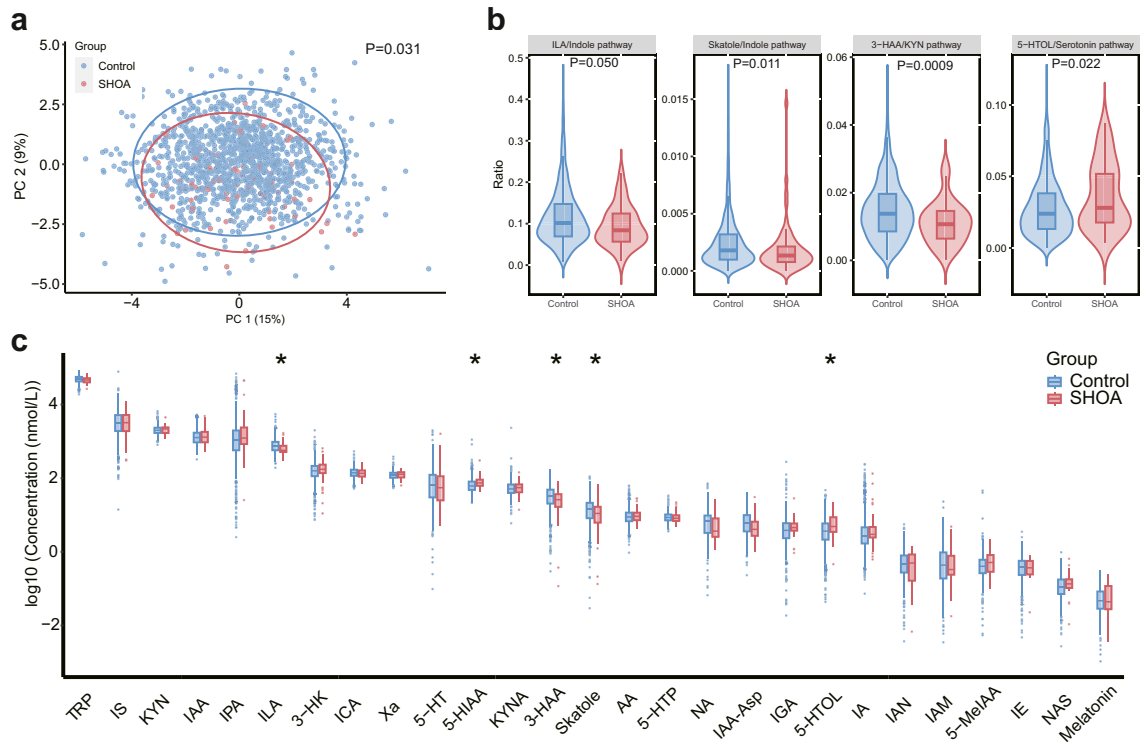 a
Group
Control
SHOA
P=0.031
5.0
2.5
0.0
−2.5
−5.0
PC 2 (9%)
−4
0
4
PC 1 (15%)
b
ILA/Indole pathway
Skatole/Indole pathway
3−HAA/KYN pathway
5−HTOL/Serotonin pathway
P=0.050
P=0.011
P=0.0009
P=0.022
Ratio
0.5
0.4
0.3
0.2
0.1
0.0
0.015
0.010
0.005
0.000
0.06
0.04
0.02
0.00
0.10
0.05
0.00
Control
SHOA
Control
SHOA
Control
SHOA
Control
SHOA
c
* * * * *
Group
Control
SHOA
log10 (Concentration (nmol/L))
4
2
0
−2
TRP
IS
KYN
IAA
IPA
ILA
3−HK
ICA
Xa
5−HT
5−HIAA
KYNA
3−HAA
Skatole
AA
5−HTP
NA
IAA−Asp
IGA
5−HTOL
IA
IAN
IAM
5−MeIAA
IE
NAS
Melatonin